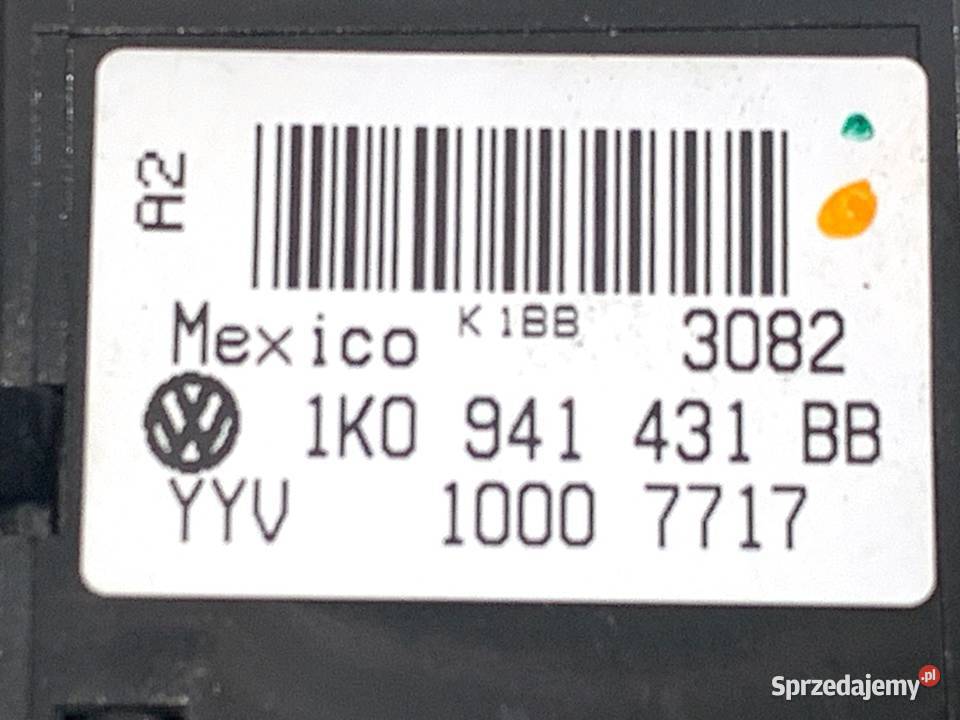 A2
Mexico K1BB 3082
1K0 941 431 BB
YYV 1000 7717
Sprzedajemy.pl